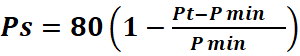 Ps = 80 (1 − (Pt−P min)/(P min))